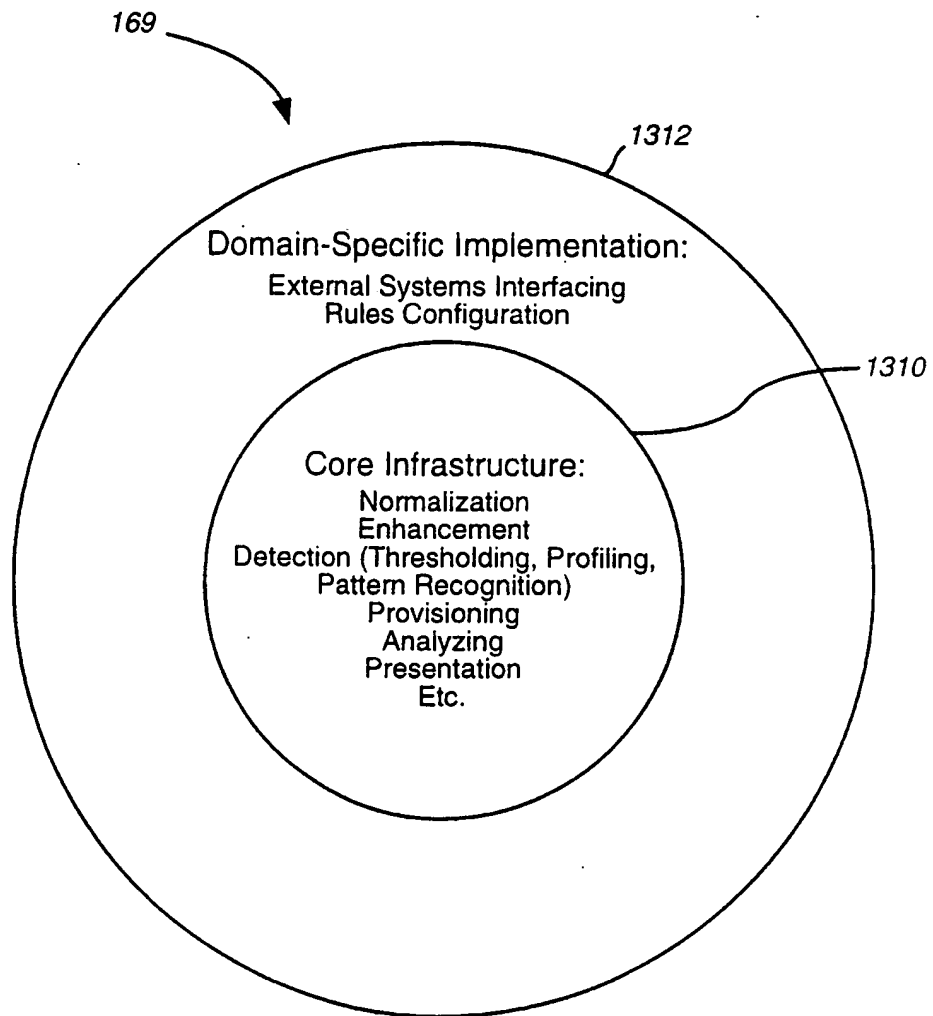 169
1312
Domain-Specific Implementation:
External Systems Interfacing
Rules Configuration
1310
Core Infrastructure:
Normalization
Enhancement
Detection (Thresholding, Profiling,
Pattern Recognition)
Provisioning
Analyzing
Presentation
Etc.